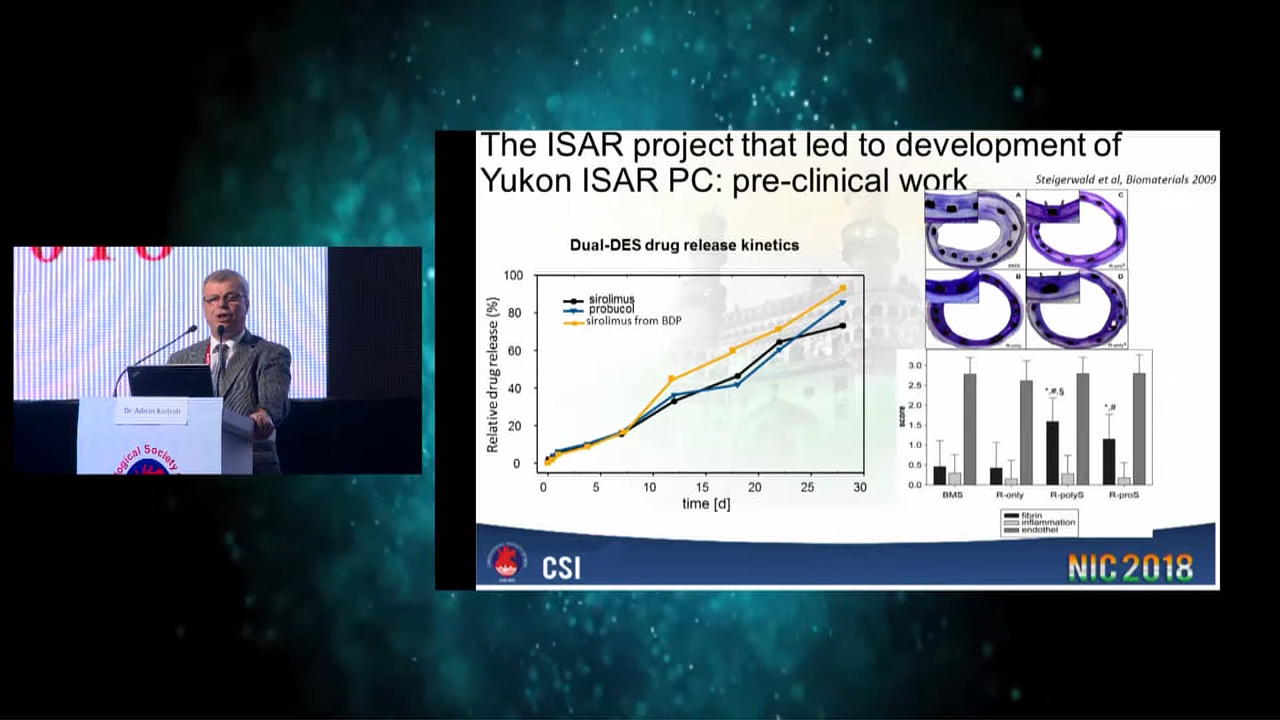 The ISAR project that led to development of
Yukon ISAR PC: pre-clinical work
Steigerwald et al, Biomaterials 2009
Dual-DES drug release kinetics
Relative drug release (%)
100
80
60
40
20
0
sirolimus
probucol
sirolimus from BDP
0 5 10 15 20 25 30
time [d]
A
C
BMS
B
D
score
3.0
2.5
2.0
1.5
1.0
0.5
0.0
*,#,§
*,#
BMS R-only R-polyS R-proS
fibrin
inflammation
endothel
CSI
NIC 2018
Dr. Adnan Kastrati
ogical Society